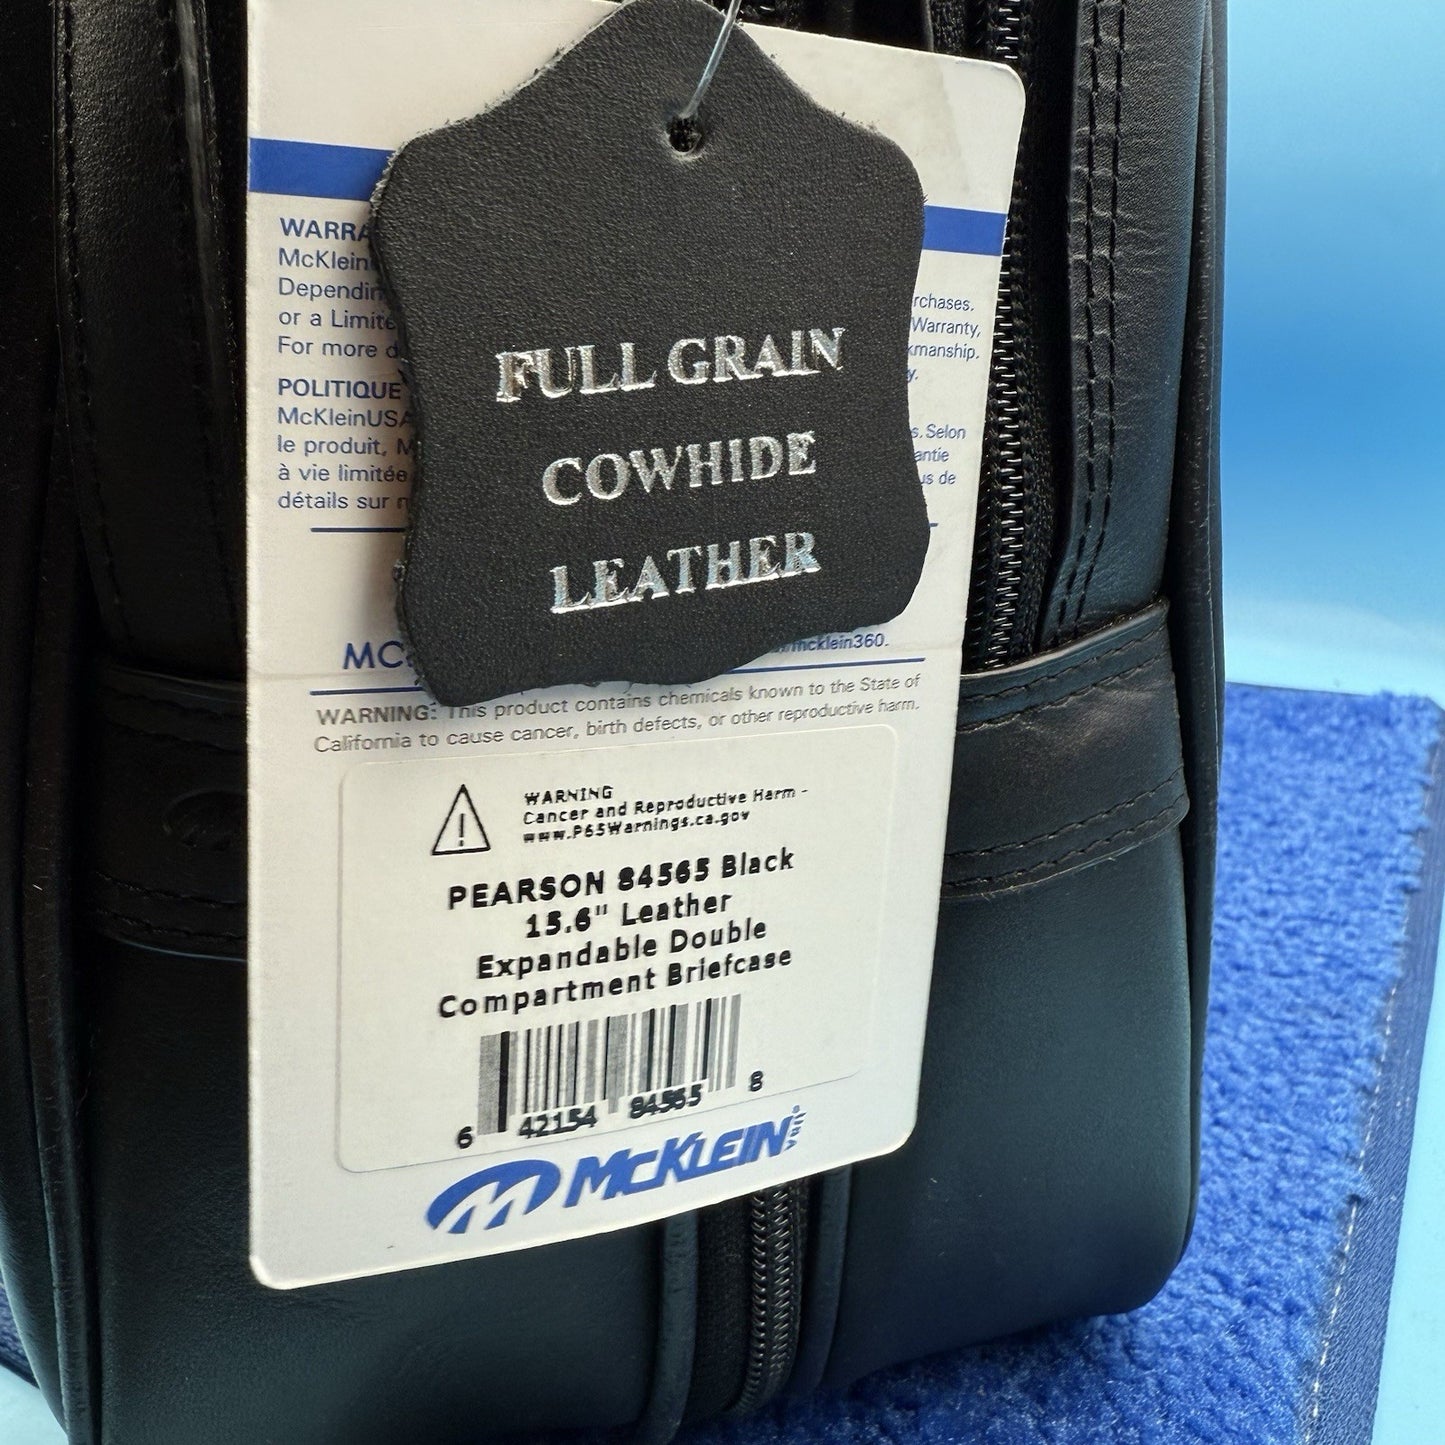 FULL GRAIN
COWHIDE
LEATHER
McKlein
or a
For more
rchases.
Warranty,
kmanship.
y.
POLITIQUE
McKleinUSA
le produit,
à vie limitée
détails sur
s. Selon
antie
us de
mcklein360.
WARNING: This product contains chemicals known to the State of
California to cause cancer, birth defects, or other reproductive harm.
WARNING
Cancer and Reproductive Harm -
www.P65Warnings.ca.gov
PEARSON 84565 Black
15.6" Leather
Expandable Double
Compartment Briefcase
6 42154 84565 8
McKLEIN USA